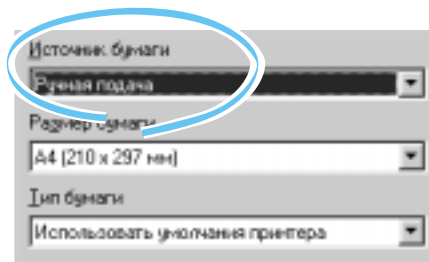 Источник бумаги
Ручная подача
Размер бумаги
A4 (210 x 297 мм)
Тип бумаги
Использовать умолчания принтера